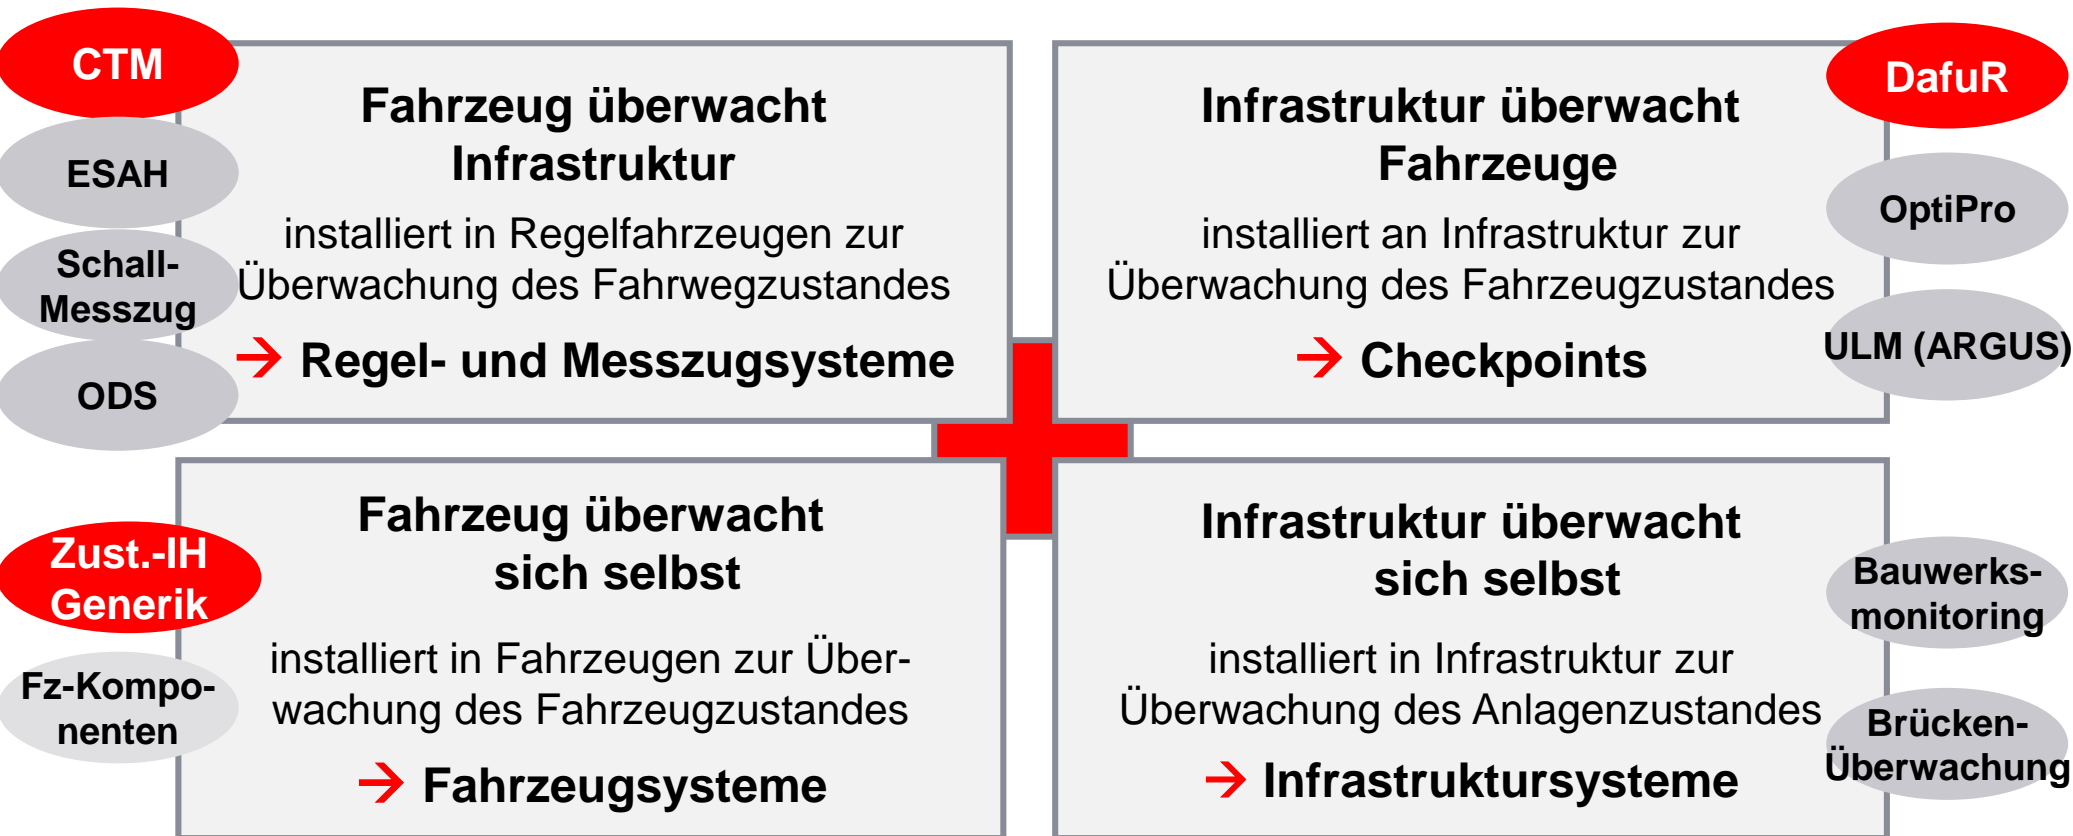 CTM
ESAH
Schall-
Messzug
ODS
Fahrzeug überwacht
Infrastruktur
installiert in Regelfahrzeugen zur
Überwachung des Fahrwegzustandes
→ Regel- und Messzugsysteme
Infrastruktur überwacht
Fahrzeuge
installiert an Infrastruktur zur
Überwachung des Fahrzeugzustandes
→ Checkpoints
DafuR
OptiPro
ULM (ARGUS)
Zust.-IH
Generik
Fz-Kompo-
nenten
Fahrzeug überwacht
sich selbst
installiert in Fahrzeugen zur Über-
wachung des Fahrzeugzustandes
→ Fahrzeugsysteme
Infrastruktur überwacht
sich selbst
installiert in Infrastruktur zur
Überwachung des Anlagenzustandes
→ Infrastruktursysteme
Bauwerks-
monitoring
Brücken-
Überwachung